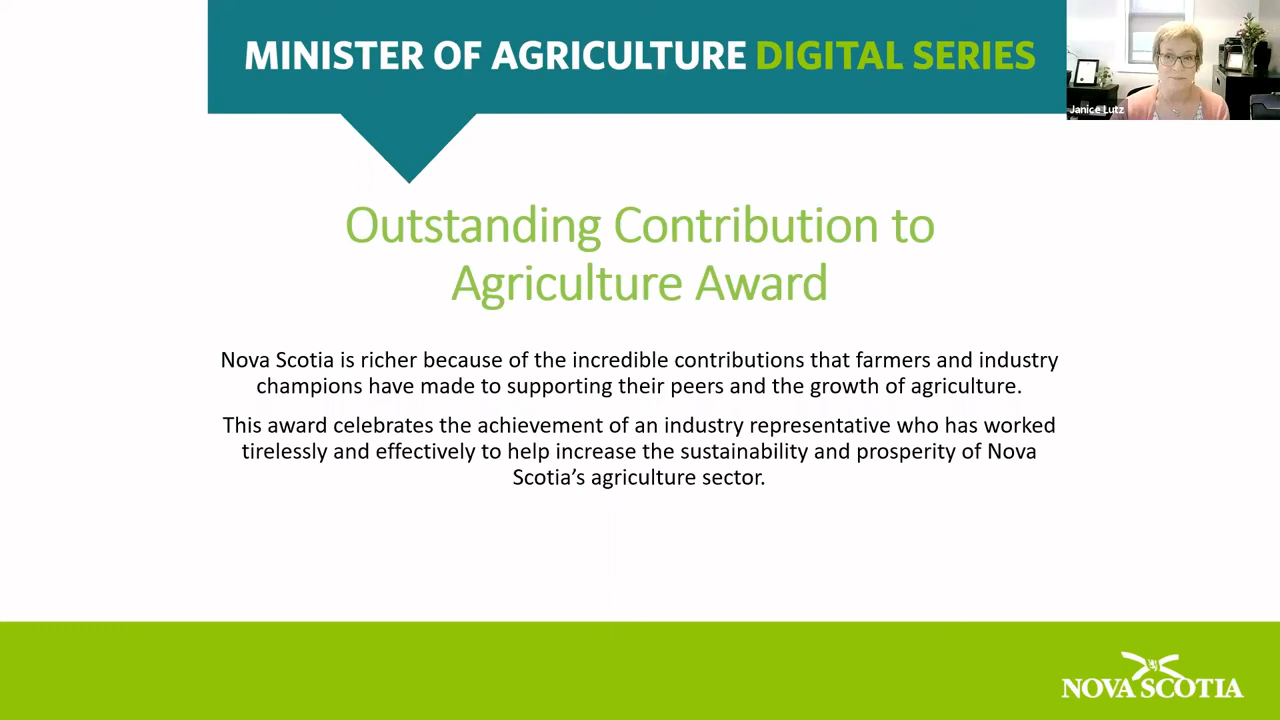 MINISTER OF AGRICULTURE DIGITAL SERIES
Janice Lutz
Outstanding Contribution to
Agriculture Award
Nova Scotia is richer because of the incredible contributions that farmers and industry
champions have made to supporting their peers and the growth of agriculture.
This award celebrates the achievement of an industry representative who has worked
tirelessly and effectively to help increase the sustainability and prosperity of Nova
Scotia’s agriculture sector.
NOVA SCOTIA